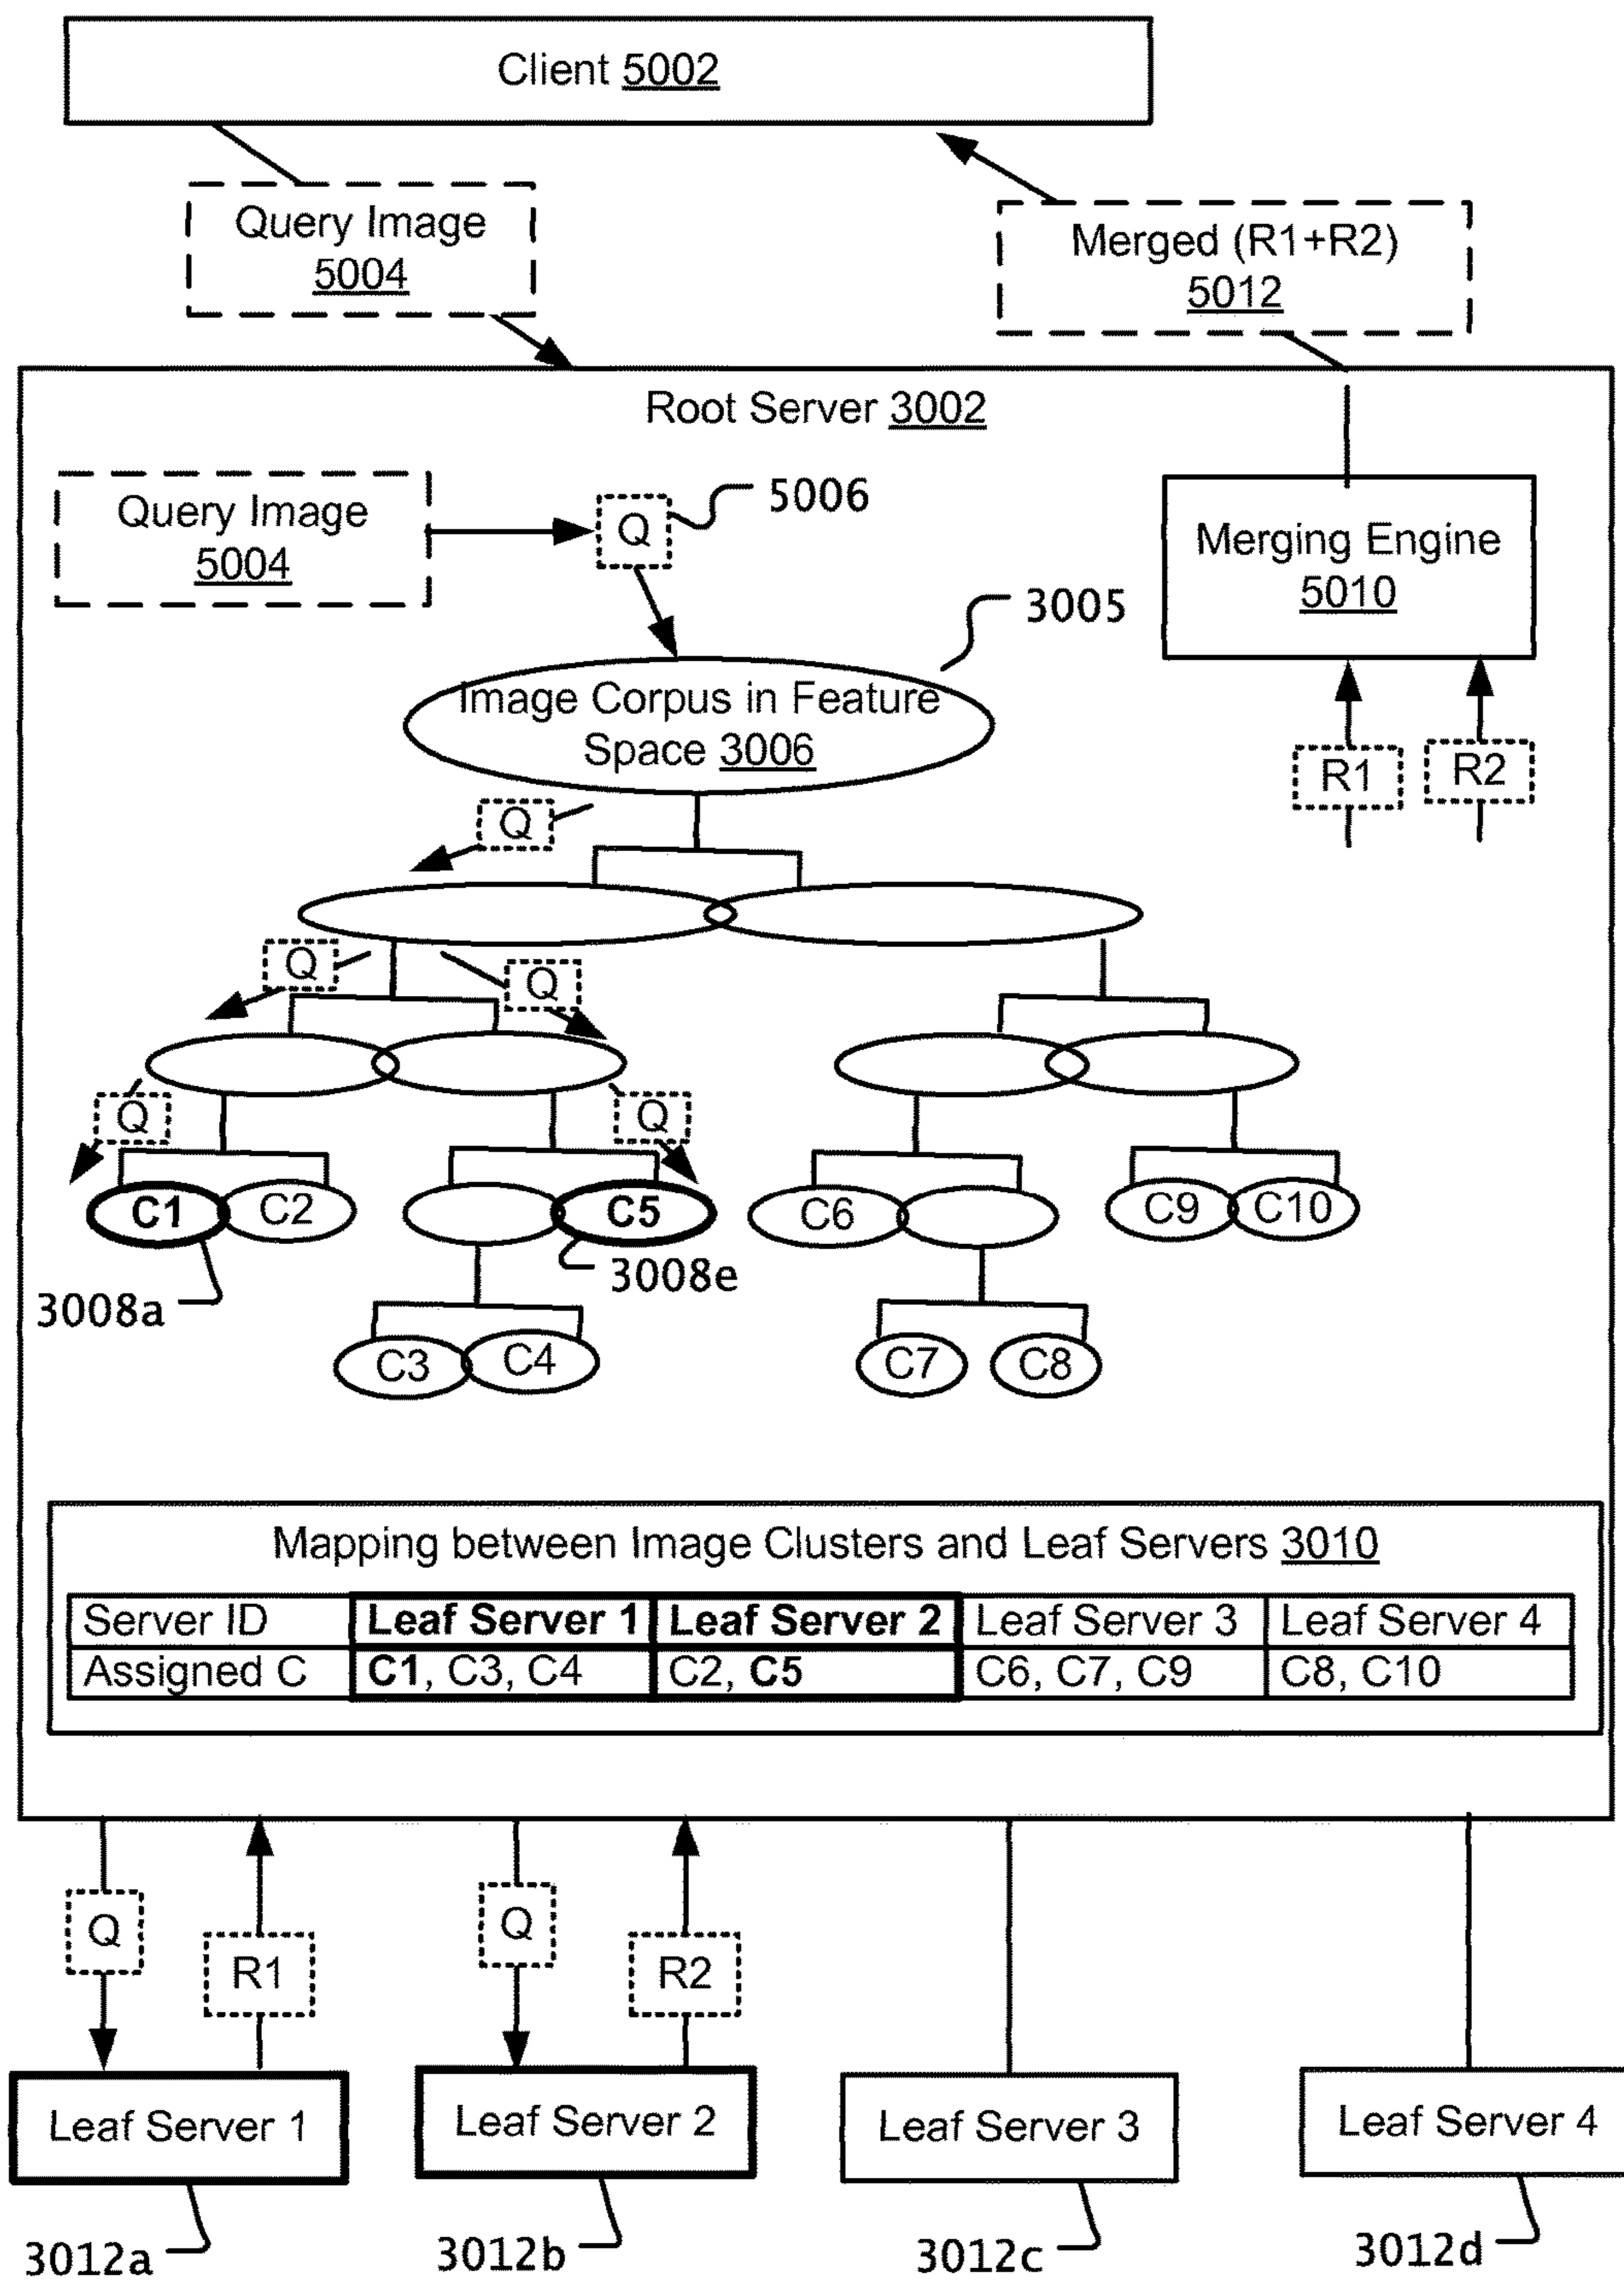 Client 5002
Query Image
5004
Merged (R1+R2)
5012
Root Server 3002
Query Image
5004
Q
5006
Merging Engine
5010
3005
Image Corpus in Feature
Space 3006
R1
R2
Q
Q
Q
Q
Q
C1
C2
C5
C6
C9
C10
3008a
3008e
C3
C4
C7
C8
Mapping between Image Clusters and Leaf Servers 3010
Server ID Leaf Server 1 Leaf Server 2 Leaf Server 3 Leaf Server 4
Assigned C C1, C3, C4 C2, C5 C6, C7, C9 C8, C10
Q
R1
Q
R2
Leaf Server 1
Leaf Server 2
Leaf Server 3
Leaf Server 4
3012a
3012b
3012c
3012d